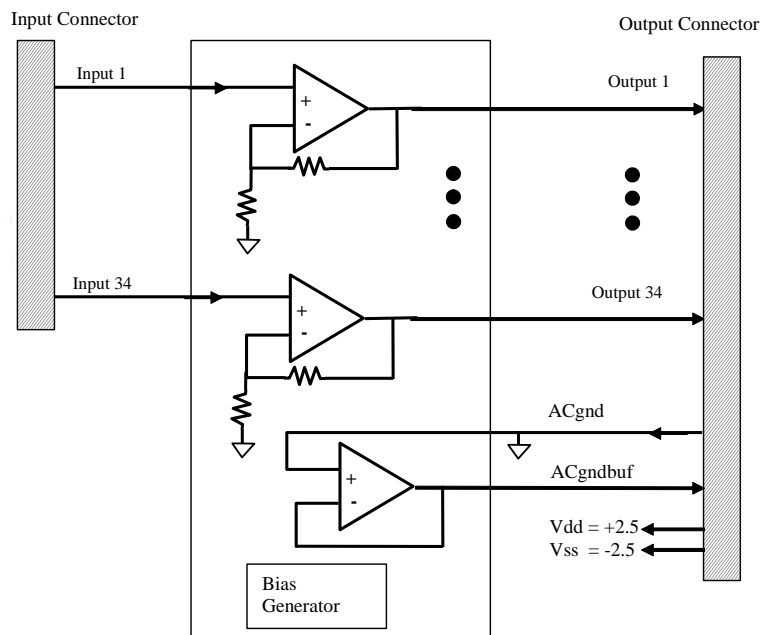 Input Connector
Output Connector
Input 1
Output 1
+
-
Input 34
Output 34
+
-
ACgnd
ACgndbuf
+
-
Vdd = +2.5
Vss = -2.5
Bias
Generator